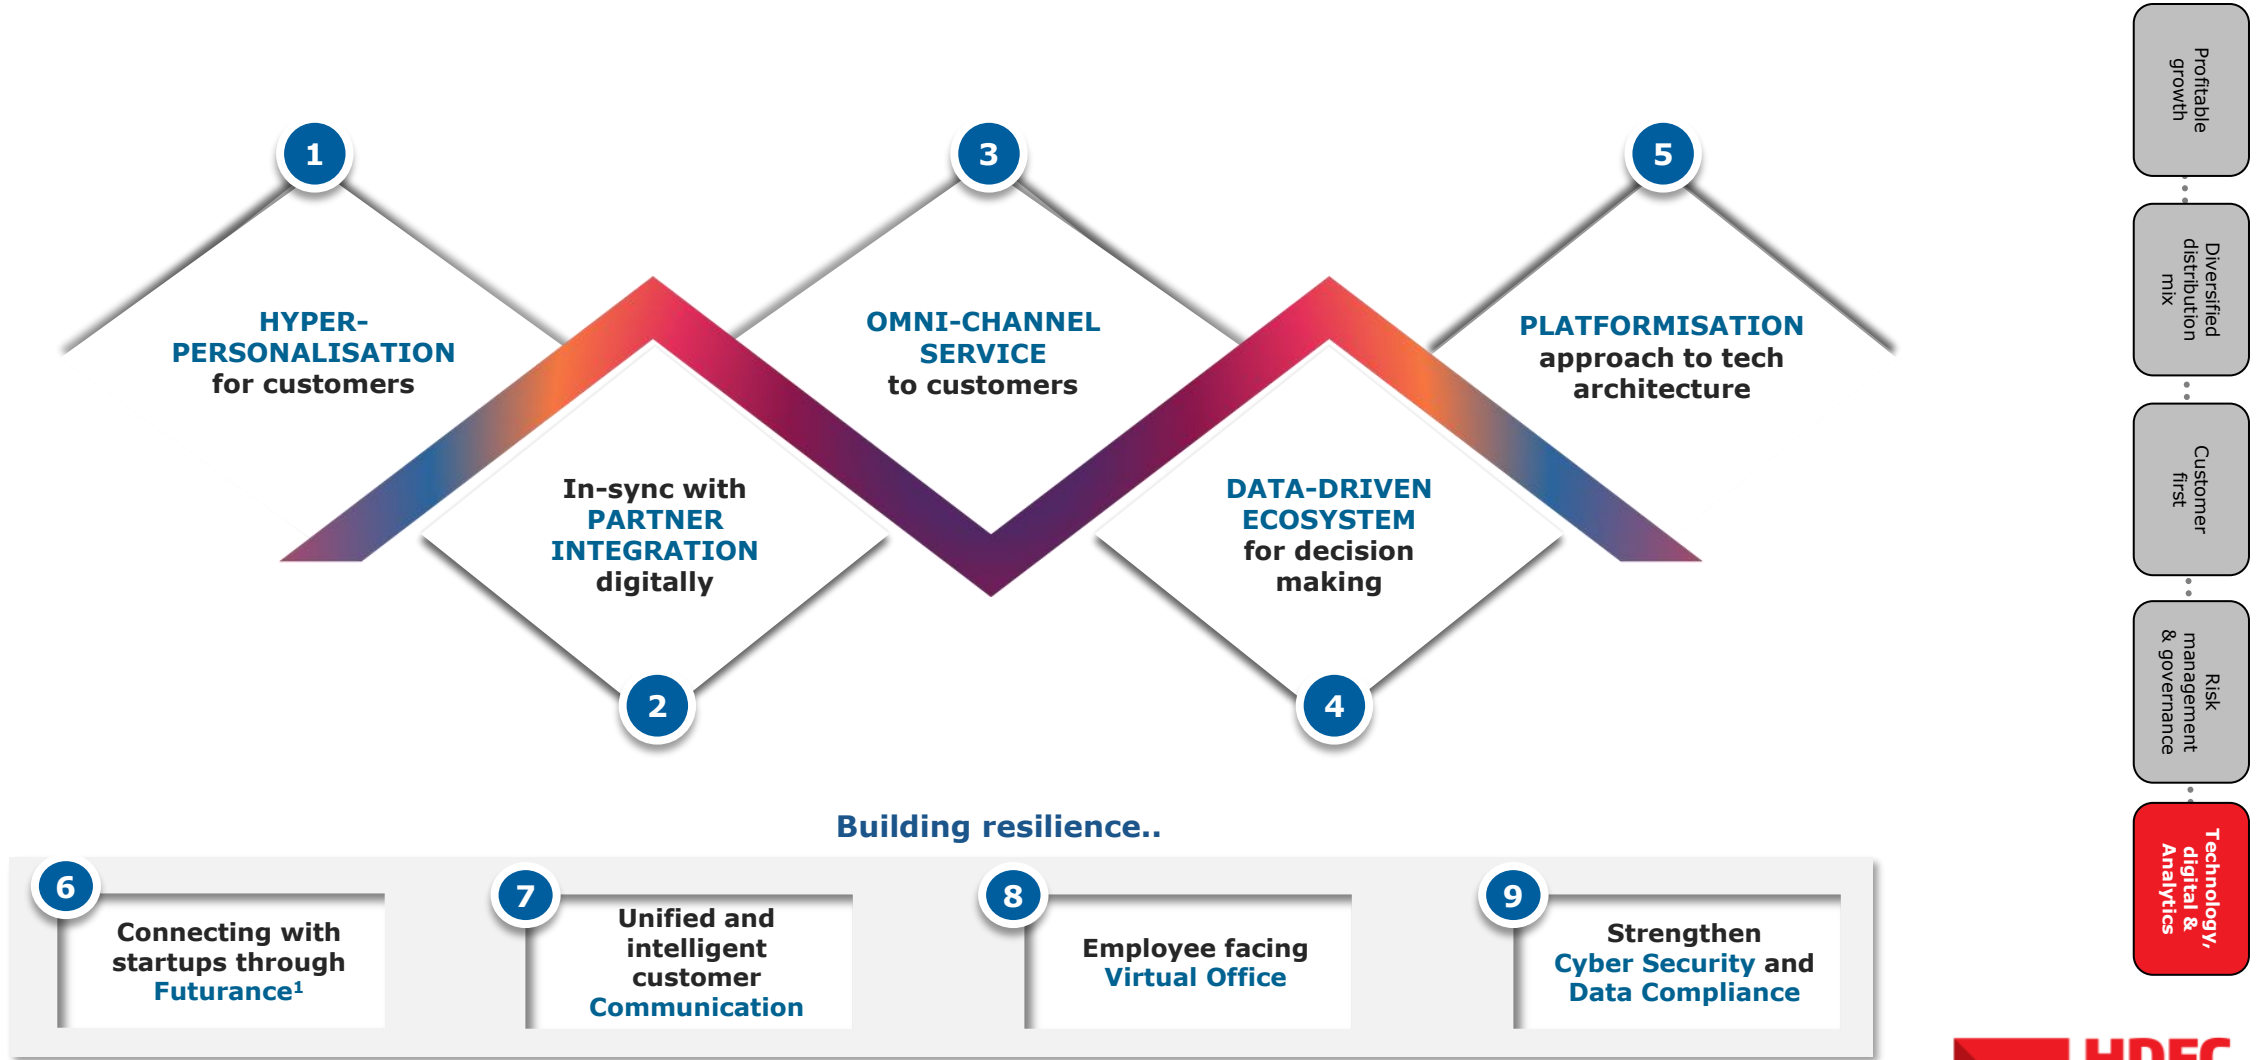 1
HYPER-
PERSONALISATION
for customers
2
In-sync with
PARTNER
INTEGRATION
digitally
3
OMNI-CHANNEL
SERVICE
to customers
4
DATA-DRIVEN
ECOSYSTEM
for decision
making
5
PLATFORMISATION
approach to tech
architecture
Building resilience..
6
Connecting with
startups through
Futurance¹
7
Unified and
intelligent
customer
Communication
8
Employee facing
Virtual Office
9
Strengthen
Cyber Security and
Data Compliance
Profitable
growth
Diversified
distribution
mix
Customer
first
Risk
management
& governance
Technology,
digital &
Analytics
HDFC